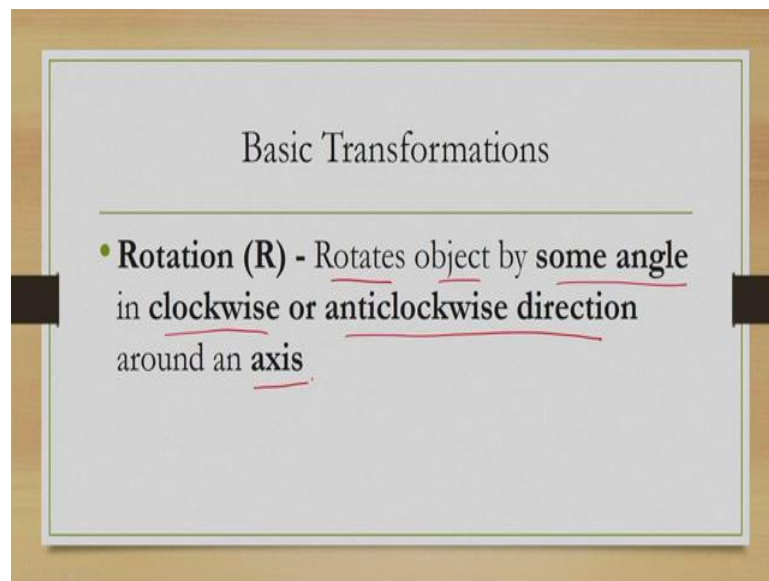 Basic Transformations
• Rotation (R) - Rotates object by some angle
in clockwise or anticlockwise direction
around an axis